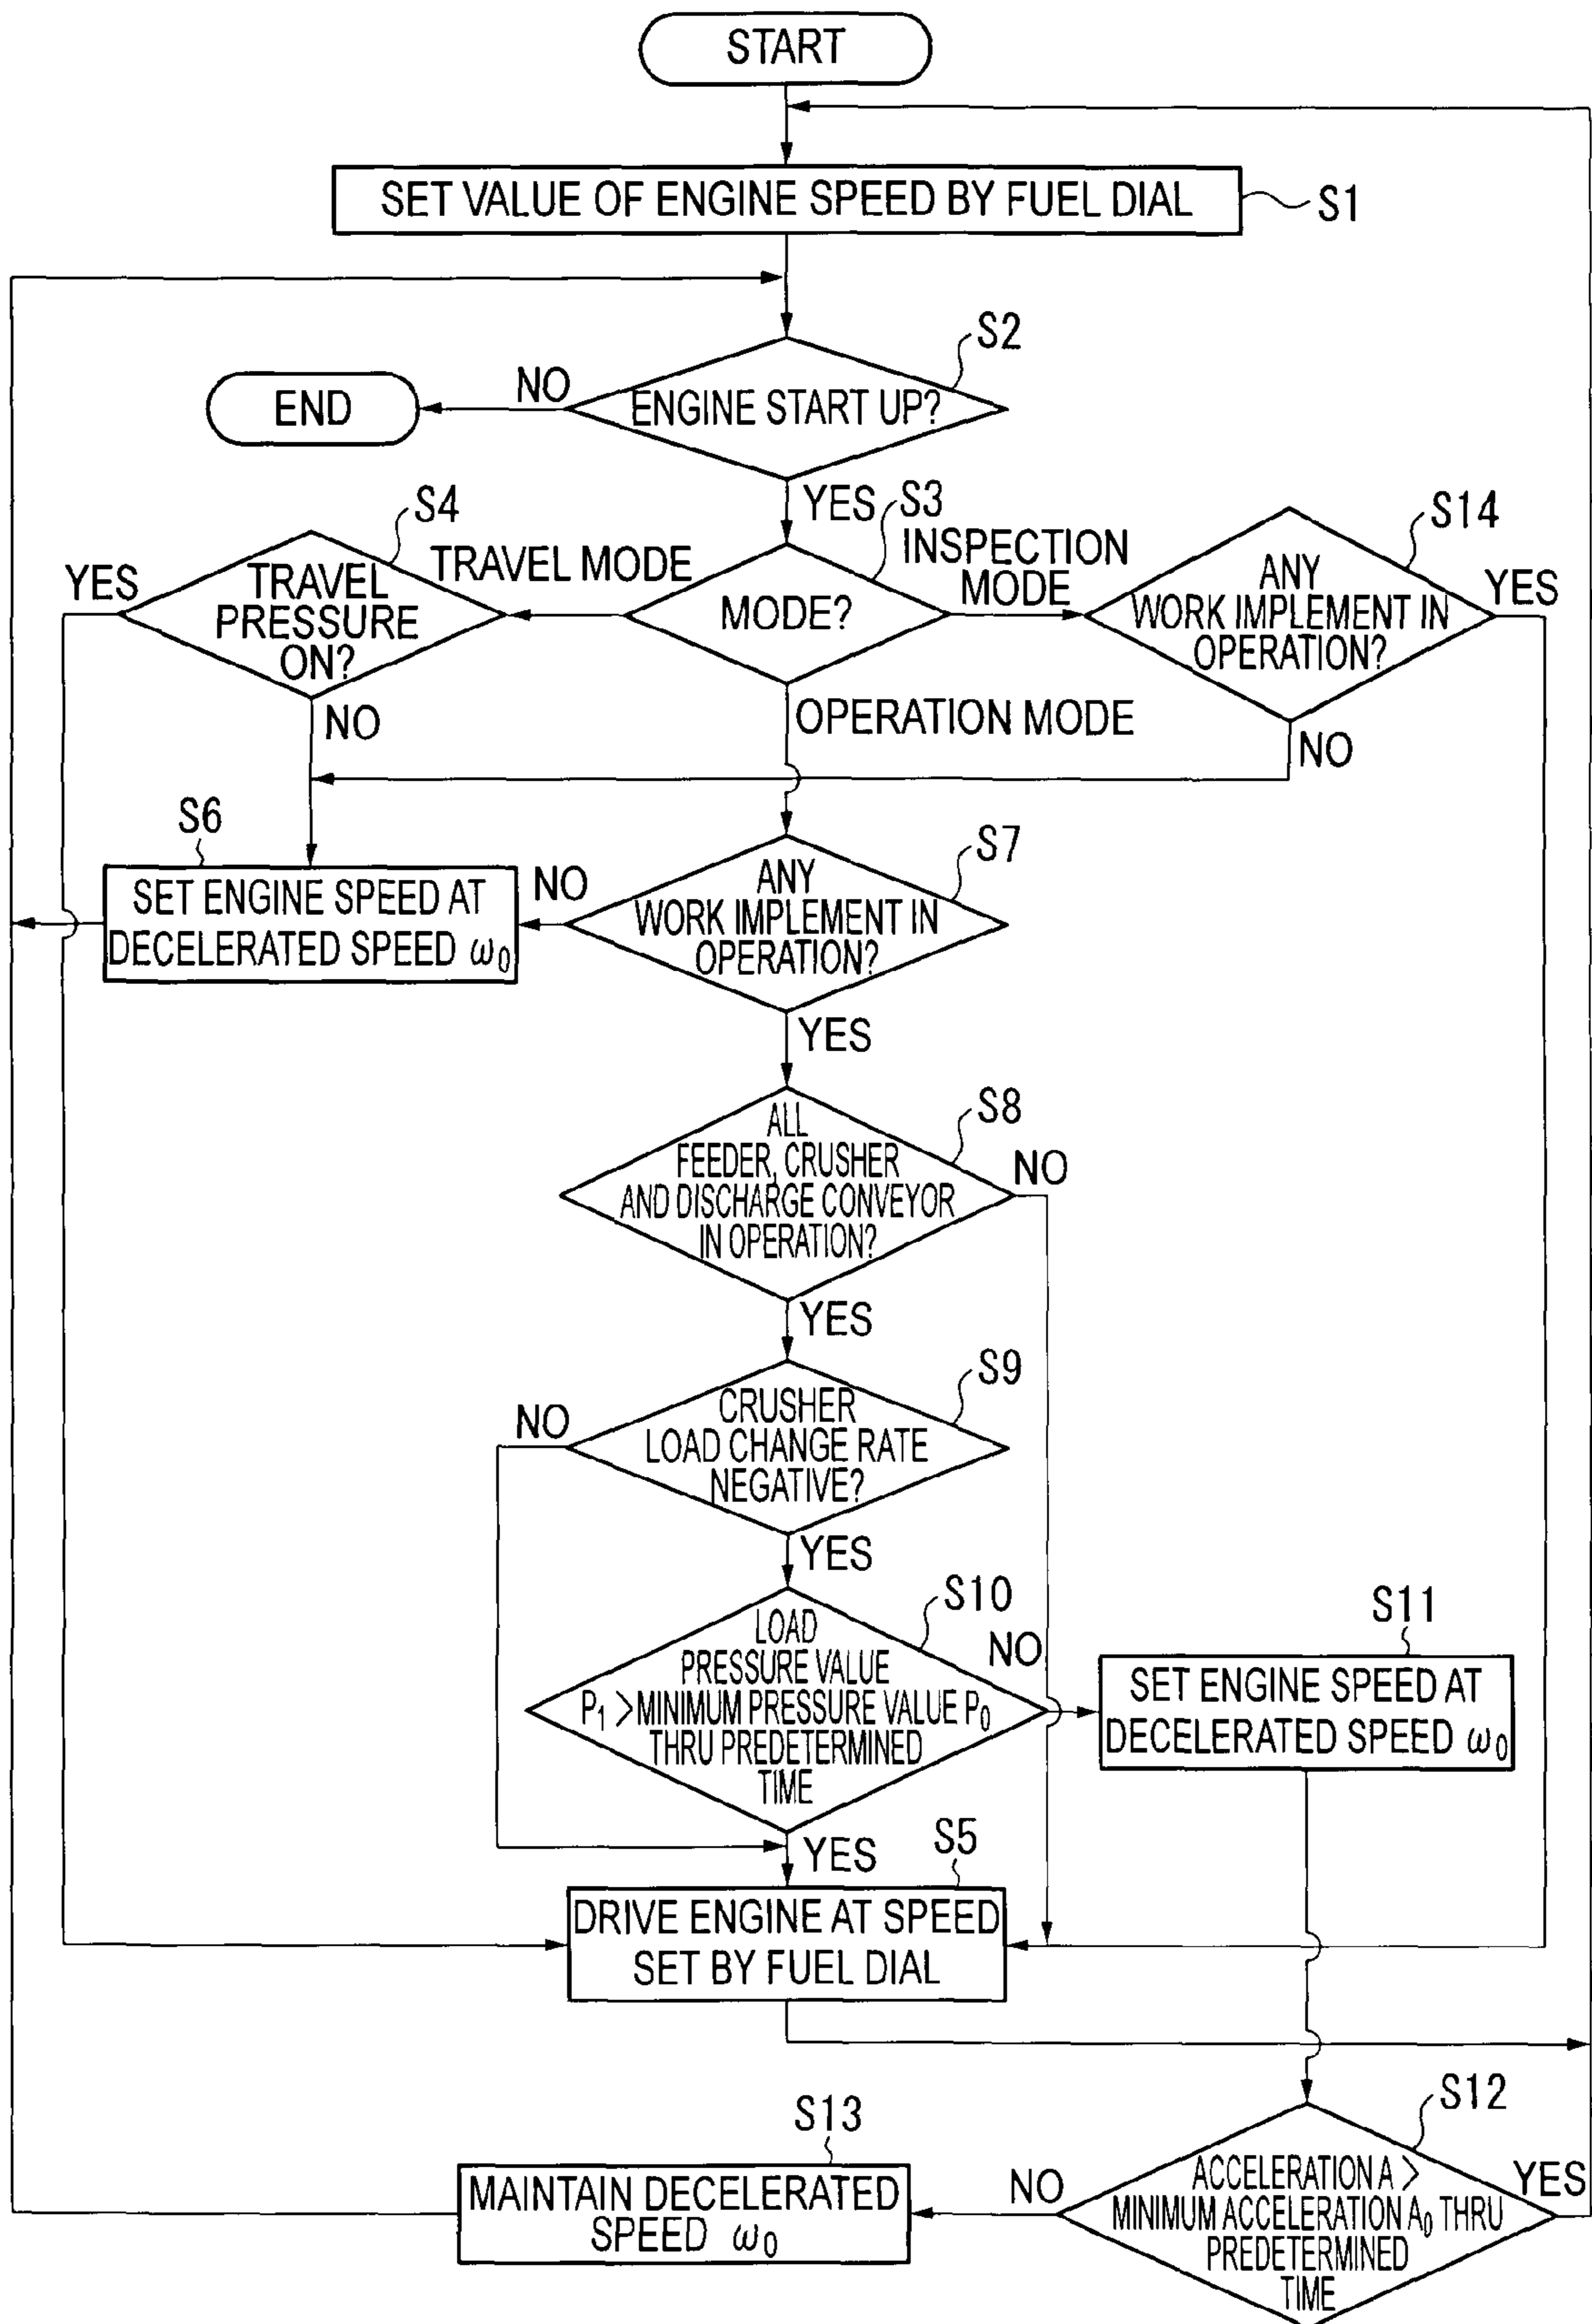 START
SET VALUE OF ENGINE SPEED BY FUEL DIAL
S1
S2
NO
END
ENGINE START UP?
YES
S3
S4
S14
YES
TRAVEL MODE
INSPECTION
MODE
YES
TRAVEL
PRESSURE
ON?
MODE?
ANY
WORK IMPLEMENT IN
OPERATION?
NO
OPERATION MODE
NO
S6
S7
SET ENGINE SPEED AT
DECELERATED SPEED ω0
NO
ANY
WORK IMPLEMENT IN
OPERATION?
YES
S8
ALL
FEEDER, CRUSHER
AND DISCHARGE CONVEYOR
IN OPERATION?
NO
YES
S9
NO
CRUSHER
LOAD CHANGE RATE
NEGATIVE?
YES
S10
LOAD
PRESSURE VALUE
P1 >MINIMUM PRESSURE VALUE P0
THRU PREDETERMINED
TIME
NO
S11
SET ENGINE SPEED AT
DECELERATED SPEED ω0
YES
S5
DRIVE ENGINE AT SPEED
SET BY FUEL DIAL
S12
S13
MAINTAIN DECELERATED
SPEED ω0
NO
ACCELERATION A >
MINIMUM ACCELERATION A0 THRU
PREDETERMINED
TIME
YES